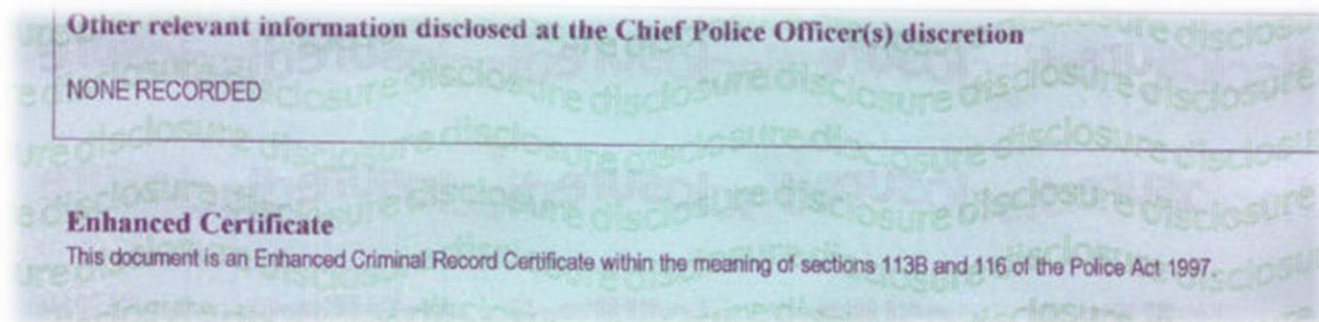 Other relevant information disclosed at the Chief Police Officer(s) discretion
NONE RECORDED
Enhanced Certificate
This document is an Enhanced Criminal Record Certificate within the meaning of sections 113B and 116 of the Police Act 1997.